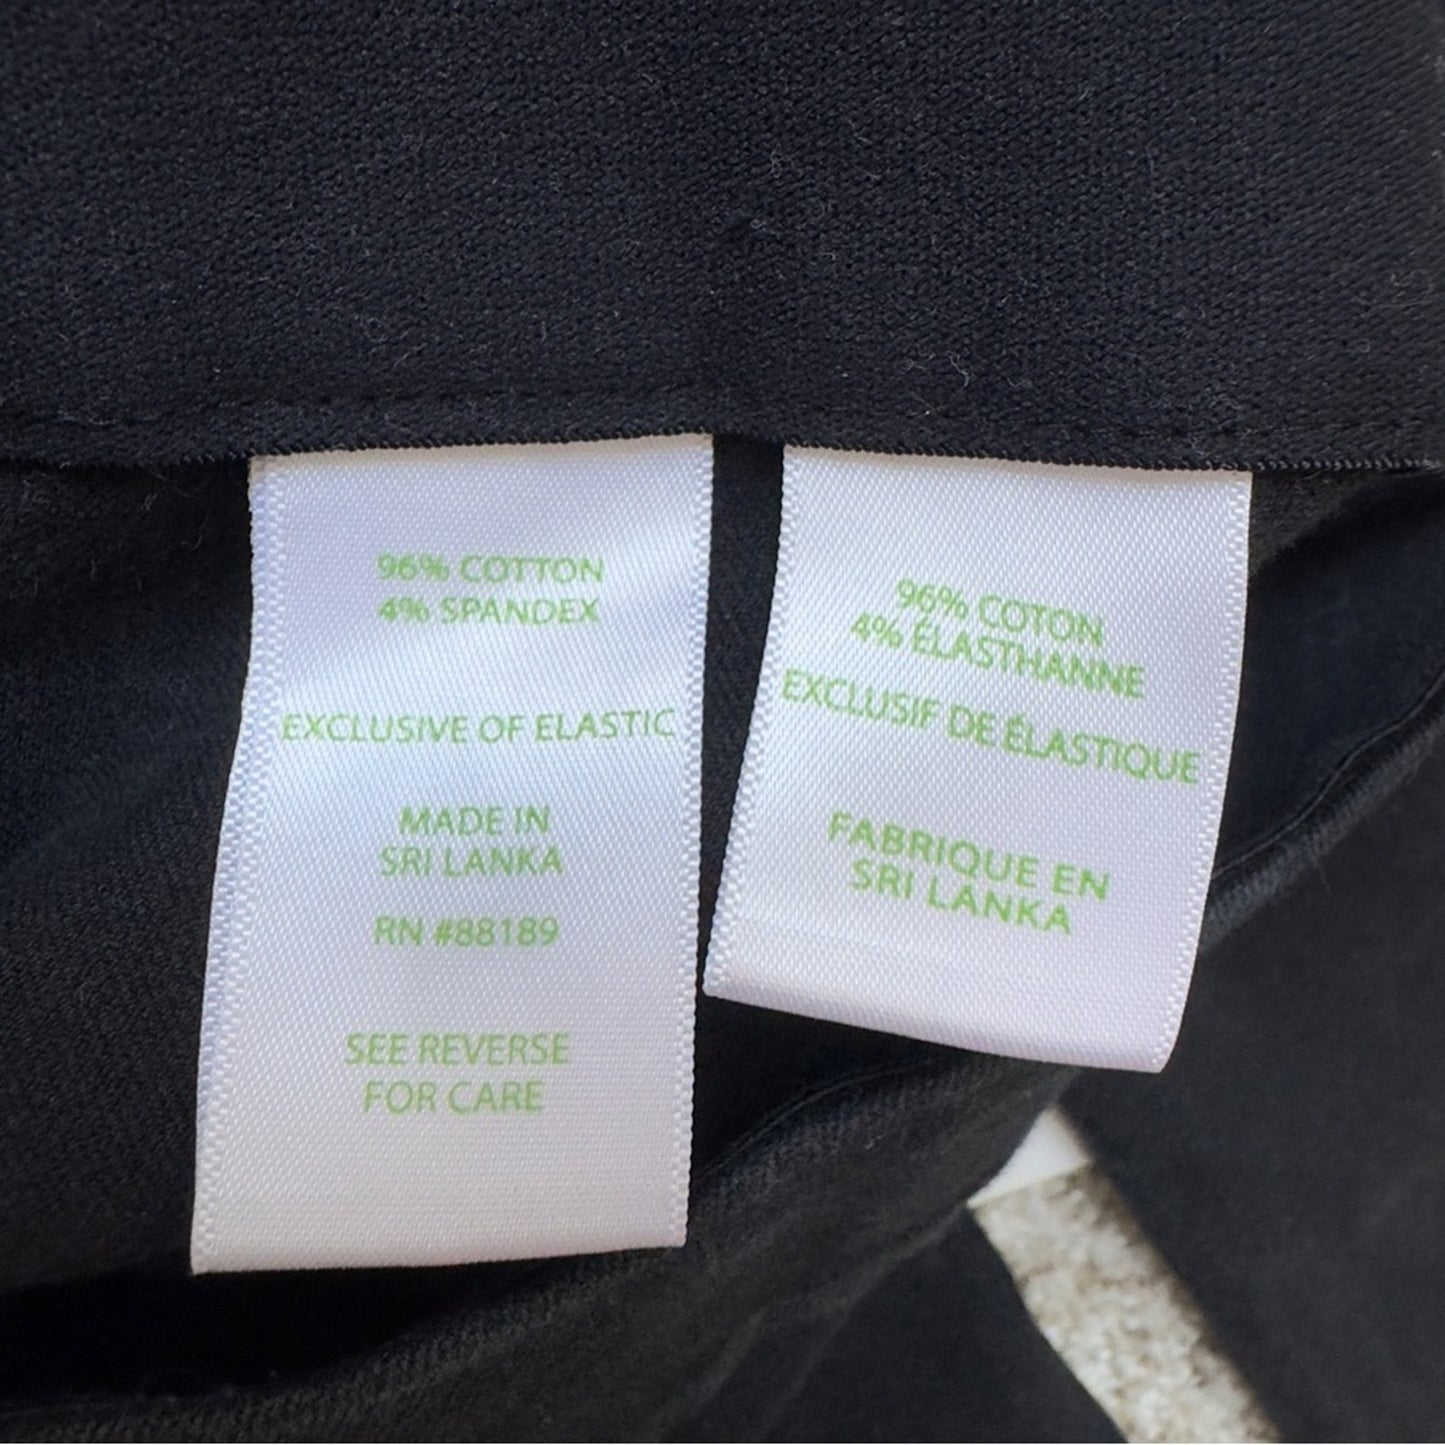 96% COTTON
4% SPANDEX
EXCLUSIVE OF ELASTIC
MADE IN
SRI LANKA
RN #88189
SEE REVERSE
FOR CARE
96% COTON
4% ÉLASTHANNE
EXCLUSIF DE ÉLASTIQUE
FABRIQUE EN
SRI LANKA